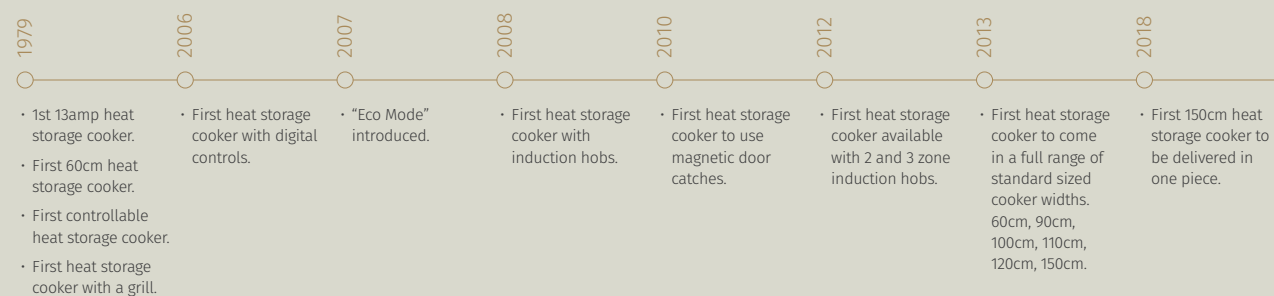 1979
· 1st 13amp heat
storage cooker.
· First 60cm heat
storage cooker.
· First controllable
heat storage cooker.
· First heat storage
cooker with a grill.
2006
· First heat storage
cooker with digital
controls.
2007
· “Eco Mode”
introduced.
2008
· First heat storage
cooker with
induction hobs.
2010
· First heat storage
cooker to use
magnetic door
catches.
2012
· First heat storage
cooker available
with 2 and 3 zone
induction hobs.
2013
· First heat storage
cooker to come
in a full range of
standard sized
cooker widths.
60cm, 90cm,
100cm, 110cm,
120cm, 150cm.
2018
· First 150cm heat
storage cooker to
be delivered in
one piece.